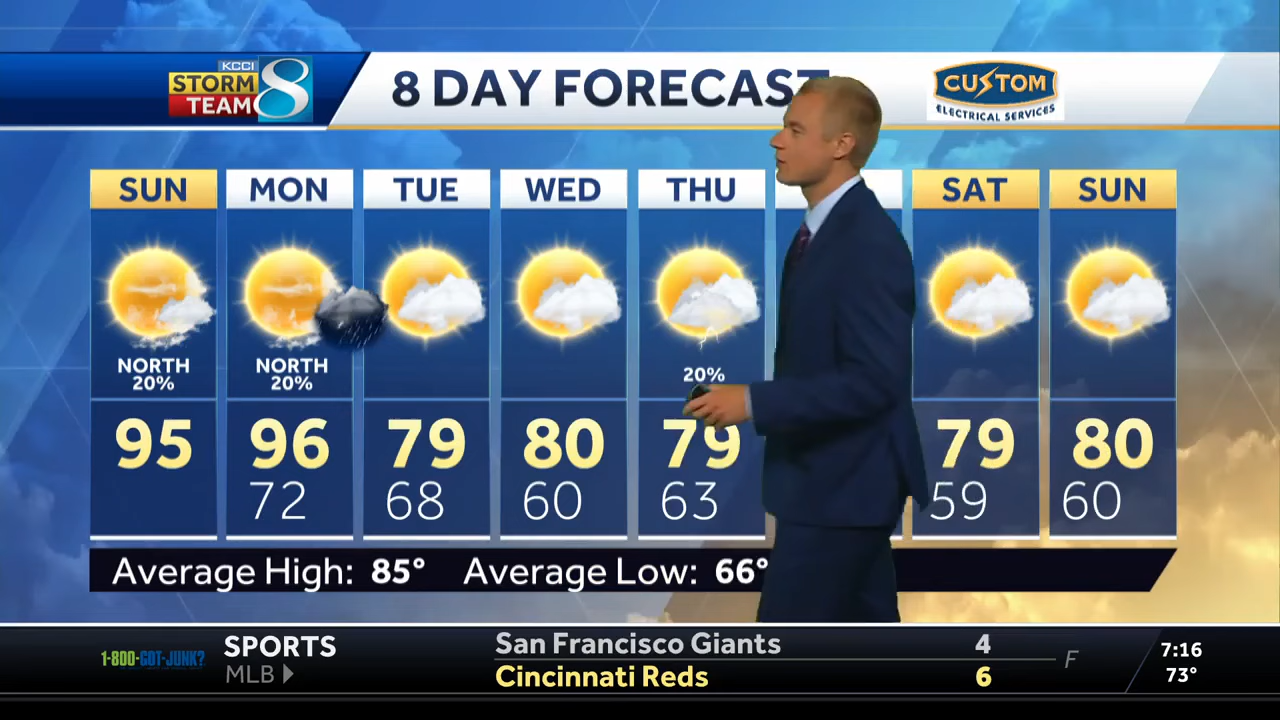 KCCI
STORM
TEAM 8
8 DAY FORECAST
CUSTOM
ELECTRICAL SERVICES
SUN MON TUE WED THU SAT SUN
NORTH NORTH
20% 20% 20%
95 96 79 80 79 79 80
72 68 60 63 59 60
Average High: 85° Average Low: 66°
1-800-GOT-JUNK?
SPORTS
MLB
San Francisco Giants 4
Cincinnati Reds 6
F
7:16
73°